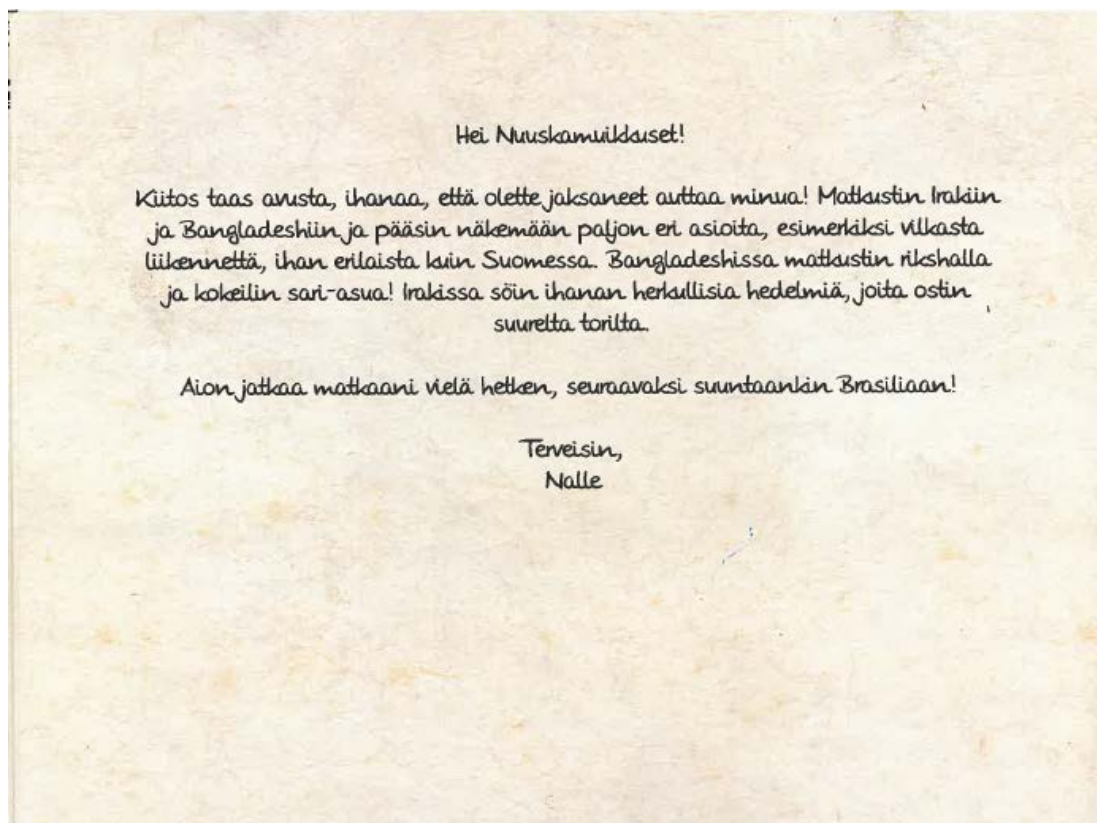 Hei Nuuskamuikkuset!
Kiitos taas avusta, ihanaa, että olette jaksaneet auttaa minua! Matkustin Irakiin
ja Bangladeshiin ja pääsin näkemään paljon eri asioita, esimerkiksi vilkasta
liikennettä, ihan erilaista kuin Suomessa. Bangladeshissa matkustin rikshalla
ja kokeilin sari-asua! Irakissa söin ihanan herkullisia hedelmiä, joita ostin
suurelta torilta.
Aion jatkaa matkaani vielä hetken, seuraavaksi suuntaankin Brasiliaan!
Terveisin,
Nalle